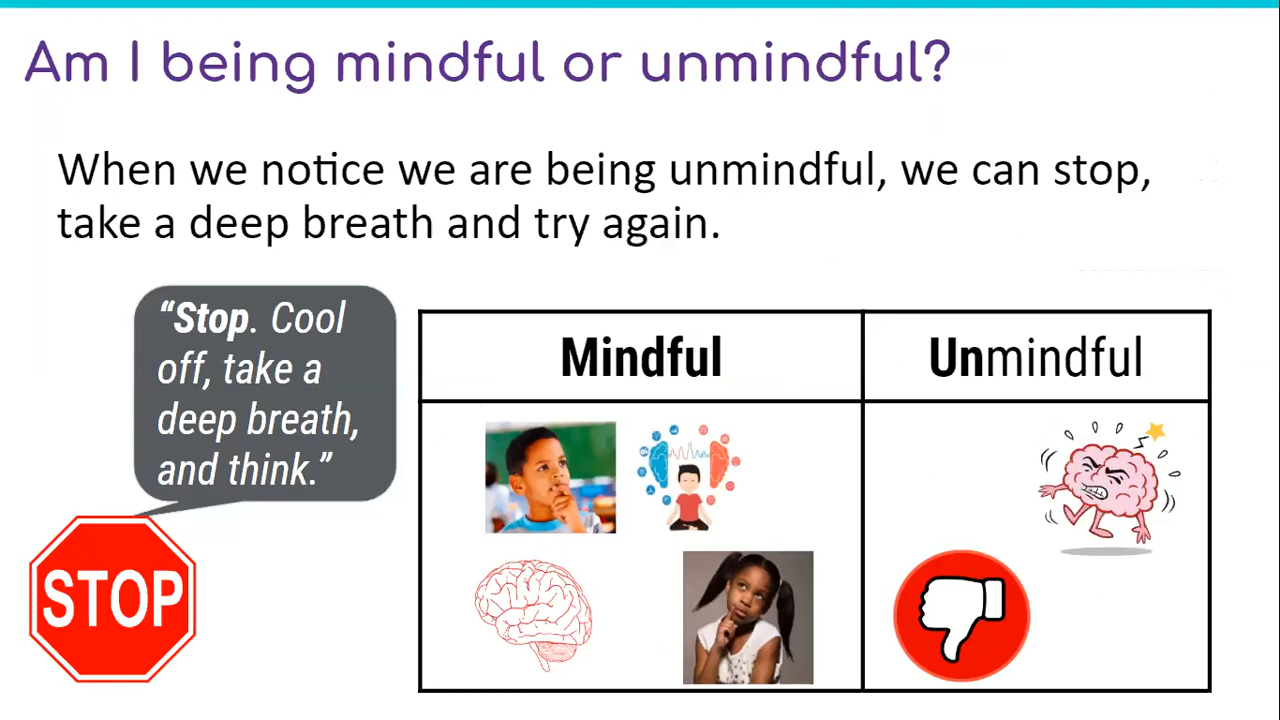 Am I being mindful or unmindful?
When we notice we are being unmindful, we can stop,
take a deep breath and try again.
“Stop. Cool
off, take a
deep breath,
and think.”
STOP
Mindful
Unmindful